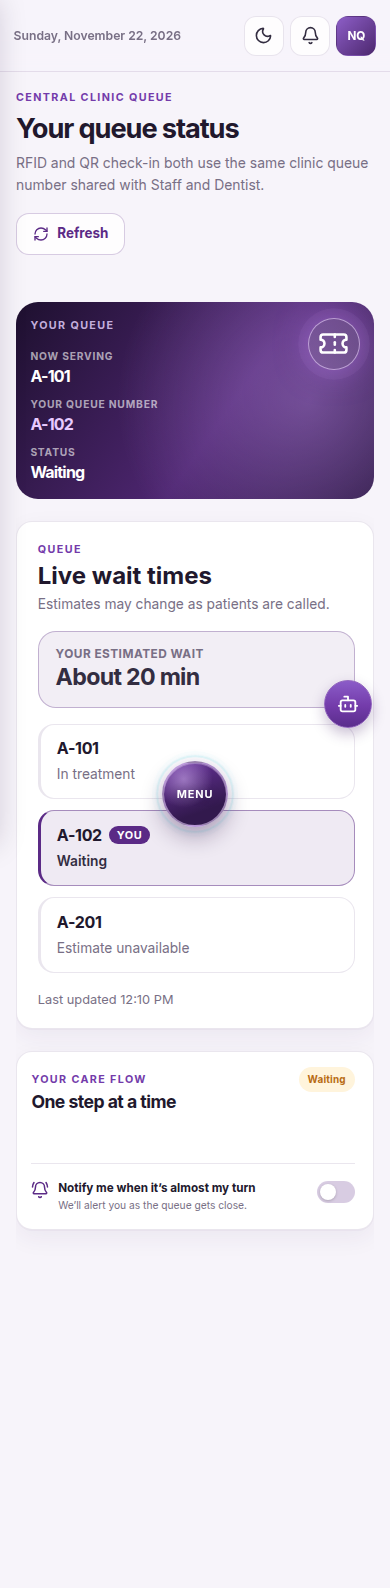 Sunday, November 22, 2026
NQ
CENTRAL CLINIC QUEUE
Your queue status
RFID and QR check-in both use the same clinic queue
number shared with Staff and Dentist.
Refresh
YOUR QUEUE
NOW SERVING
A-101
YOUR QUEUE NUMBER
A-102
STATUS
Waiting
QUEUE
Live wait times
Estimates may change as patients are called.
YOUR ESTIMATED WAIT
About 20 min
A-101
In treatment
MENU
A-102 YOU
Waiting
A-201
Estimate unavailable
Last updated 12:10 PM
YOUR CARE FLOW
Waiting
One step at a time
Notify me when it’s almost my turn
We’ll alert you as the queue gets close.